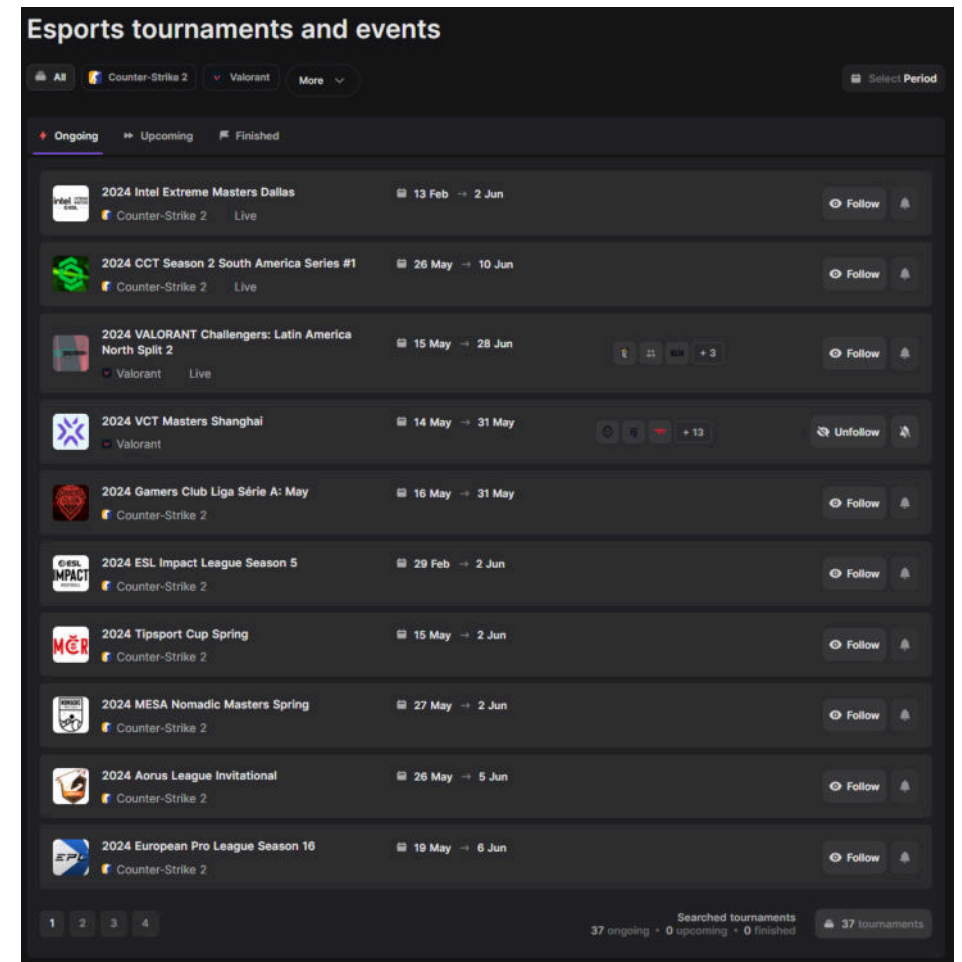 Esports tournaments and events
All
Counter-Strike 2
Valorant
More
Select Period
Ongoing
Upcoming
Finished
2024 Intel Extreme Masters Dallas
13 Feb → 2 Jun
Follow
Counter-Strike 2 Live
2024 CCT Season 2 South America Series #1
26 May → 10 Jun
Follow
Counter-Strike 2 Live
2024 VALORANT Challengers: Latin America
North Split 2
15 May → 28 Jun
+ 3
Follow
Valorant Live
2024 VCT Masters Shanghai
14 May → 31 May
+ 13
Unfollow
Valorant
2024 Gamers Club Liga Série A: May
16 May → 31 May
Follow
Counter-Strike 2
ESL
IMPACT
2024 ESL Impact League Season 5
29 Feb → 2 Jun
Follow
Counter-Strike 2
MČR
2024 Tipsport Cup Spring
15 May → 2 Jun
Follow
Counter-Strike 2
2024 MESA Nomadic Masters Spring
27 May → 2 Jun
Follow
Counter-Strike 2
2024 Aorus League Invitational
26 May → 5 Jun
Follow
Counter-Strike 2
EPL
2024 European Pro League Season 16
19 May → 6 Jun
Follow
Counter-Strike 2
1 2 3 4
Searched tournaments
37 ongoing • 0 upcoming • 0 finished
37 tournaments